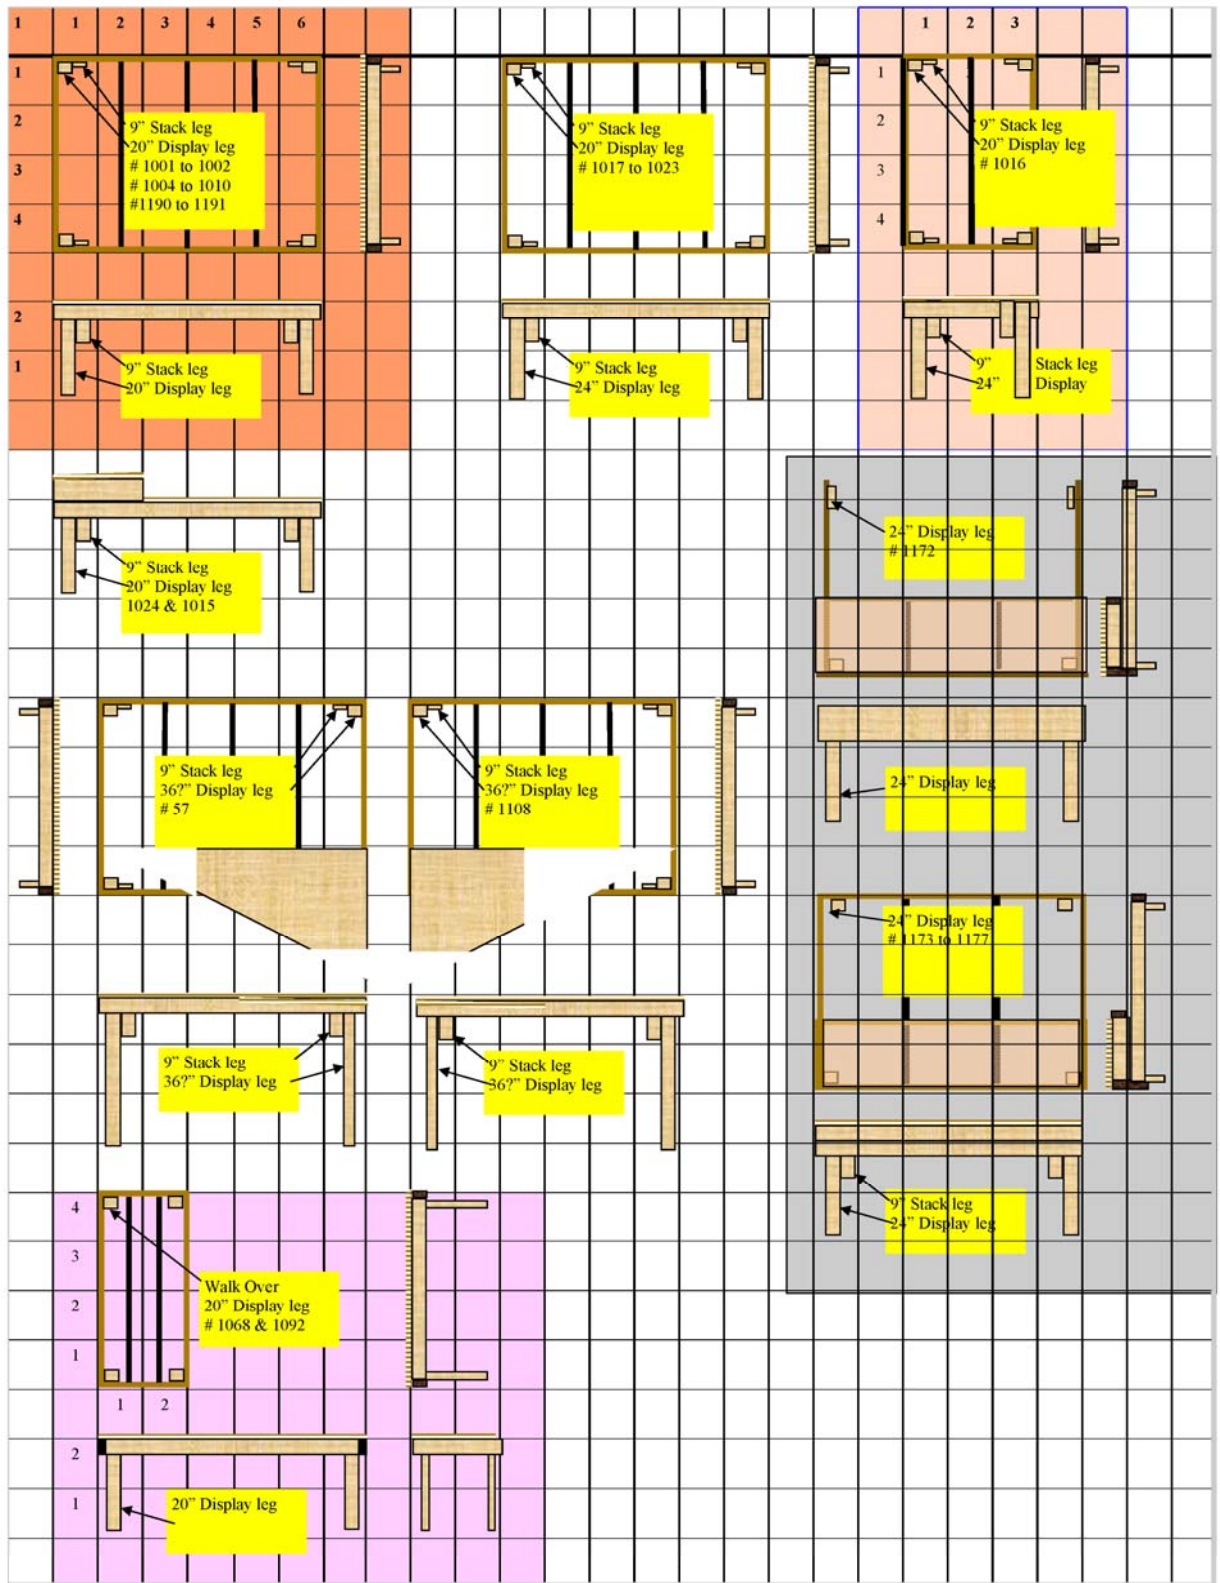 1 1 2 3 4 5 6
1
2
3
4
9” Stack leg
20” Display leg
# 1001 to 1002
# 1004 to 1010
#1190 to 1191
2
1
9” Stack leg
20” Display leg
9” Stack leg
20” Display leg
# 1017 to 1023
9” Stack leg
24” Display leg
1 2 3
1
2
3
4
9” Stack leg
20” Display leg
# 1016
9” Stack leg
24” Display
9” Stack leg
20” Display leg
1024 & 1015
24” Display leg
# 1172
24” Display leg
9” Stack leg
36?” Display leg
# 57
9” Stack leg
36?” Display leg
# 1108
24” Display leg
# 1173 to 1177
9” Stack leg
36?” Display leg
9” Stack leg
36?” Display leg
9” Stack leg
24” Display leg
4
3
2
1
Walk Over
20” Display leg
# 1068 & 1092
1 2
2
1
20” Display leg